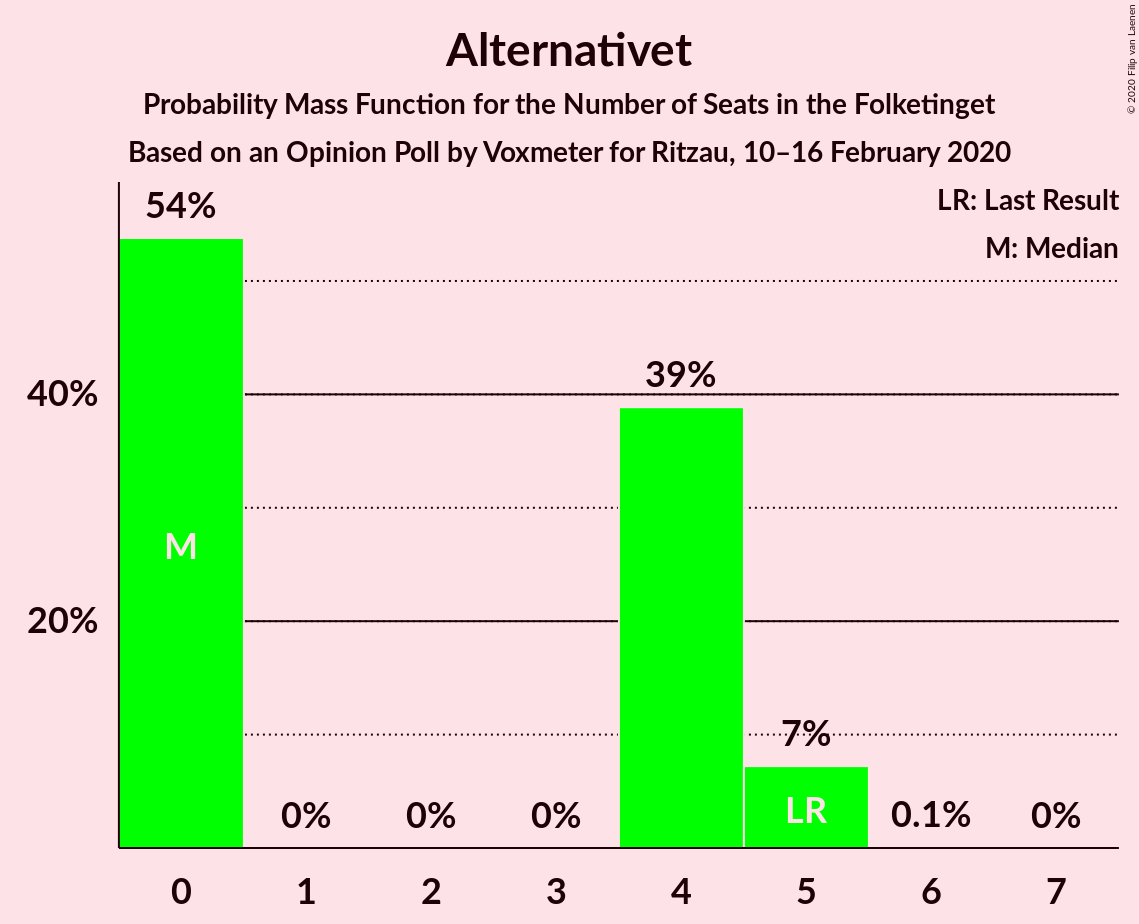 Alternativet
Probability Mass Function for the Number of Seats in the Folketinget
Based on an Opinion Poll by Voxmeter for Ritzau, 10–16 February 2020
© 2020 Filip van Laenen
LR: Last Result
M: Median
54%
39%
40%
M
20%
7%
LR
0%
0%
0%
0.1%
0%
0
1
2
3
4
5
6
7